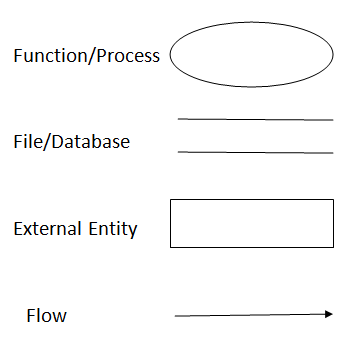 Function/Process
File/Database
External Entity
Flow